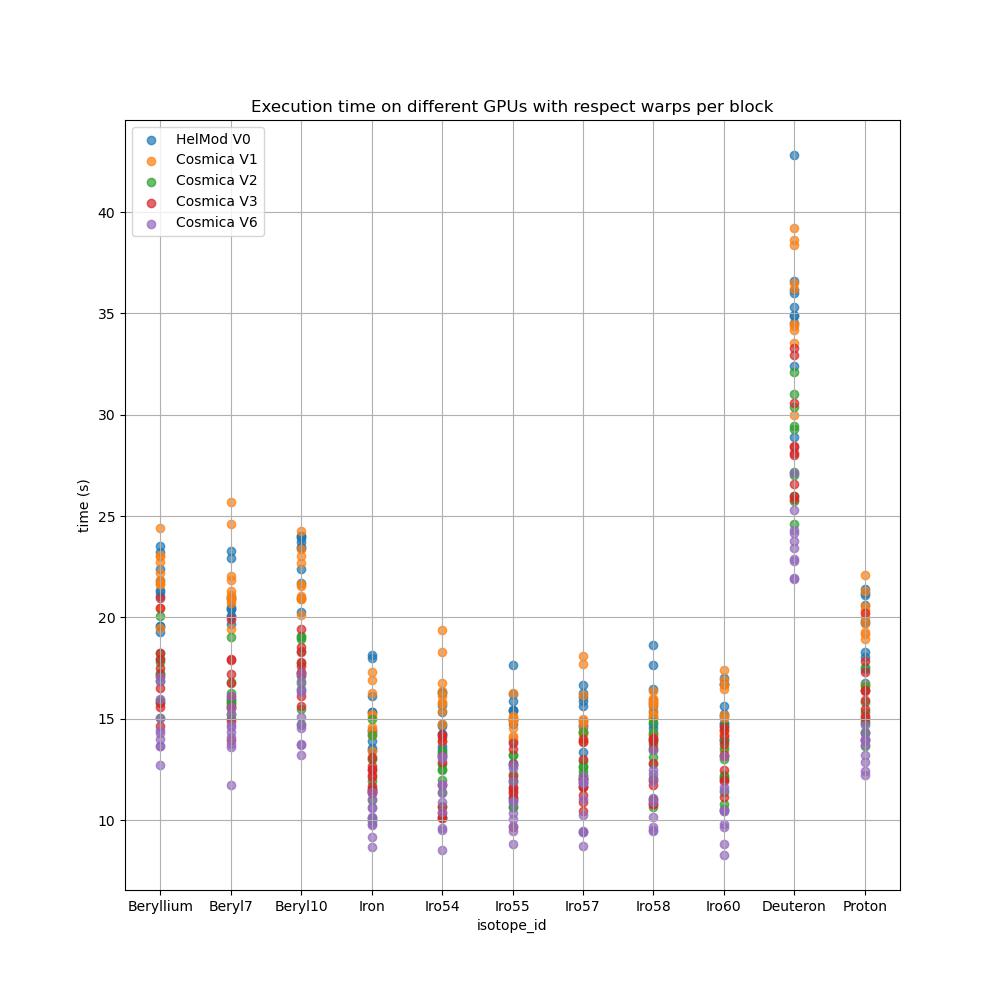 Execution time on different GPUs with respect warps per block
HelMod V0
Cosmica V1
Cosmica V2
Cosmica V3
Cosmica V6
40
35
30
25
20
15
10
time (s)
Beryllium Beryl7 Beryl10 Iron Iro54 Iro55 Iro57 Iro58 Iro60 Deuteron Proton
isotope_id